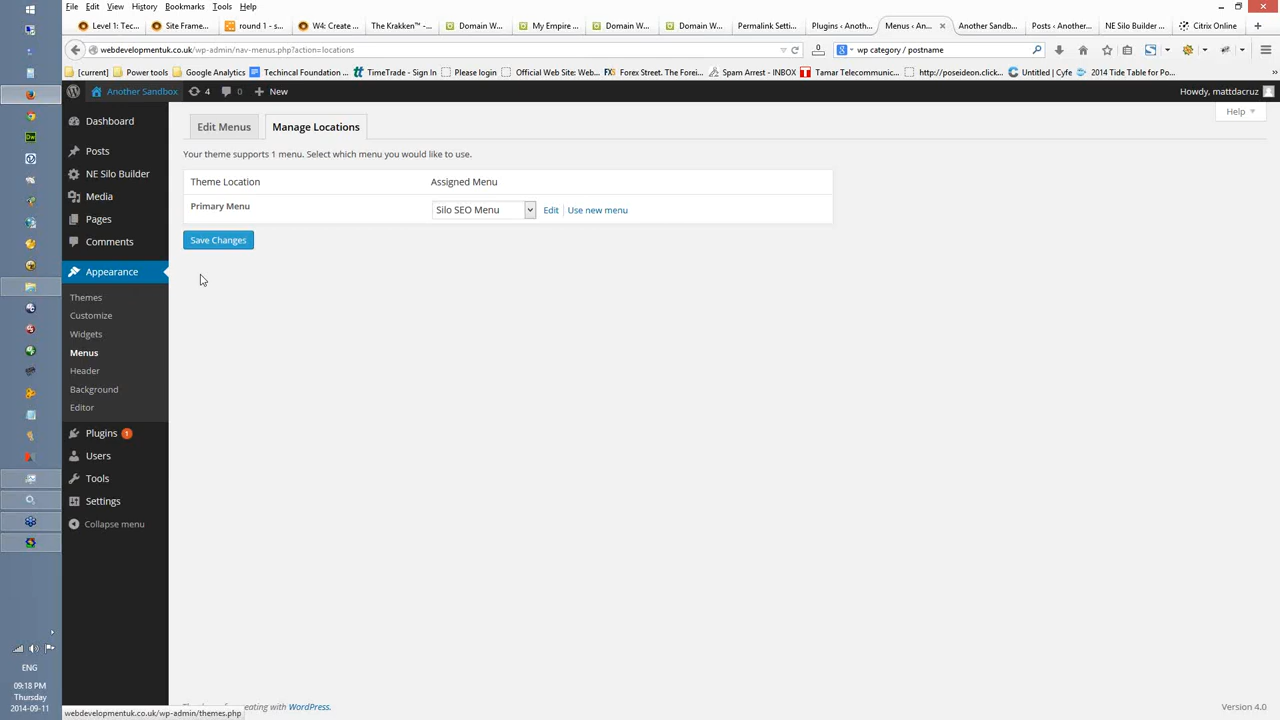 File Edit View History Bookmarks Tools Help
Level 1: Tec... Site Frame... round 1 - s... W4: Create ... The Krakken™ -... Domain W... My Empire ... Domain W... Domain W... Permalink Setti... Plugins ‹ Anoth... Menus ‹ An... Another Sandb... Posts ‹ Anothe... NE Silo Builder ... Citrix Online
webdevelopmentuk.co.uk/wp-admin/nav-menus.php?action=locations wp category / postname
[current] Power tools Google Analytics Techincal Foundation ... TimeTrade - Sign In Please login Official Web Site: Web... Forex Street. The Forei... Spam Arrest - INBOX Tamar Telecommunic... http://poseidon.click... Untitled | Cyfe 2014 Tide Table for Po...
Another Sandbox 4 0 New Howdy, mattdacruz
Help
Dashboard
Posts
NE Silo Builder
Media
Pages
Comments
Appearance
Themes
Customize
Widgets
Menus
Header
Background
Editor
Plugins 1
Users
Tools
Settings
Collapse menu
Edit Menus Manage Locations
Your theme supports 1 menu. Select which menu you would like to use.
Theme Location Assigned Menu
Primary Menu Silo SEO Menu Edit | Use new menu
Save Changes
creating with WordPress. Version 4.0
webdevelopmentuk.co.uk/wp-admin/themes.php
ENG
09:18 PM
Thursday
2014-09-11